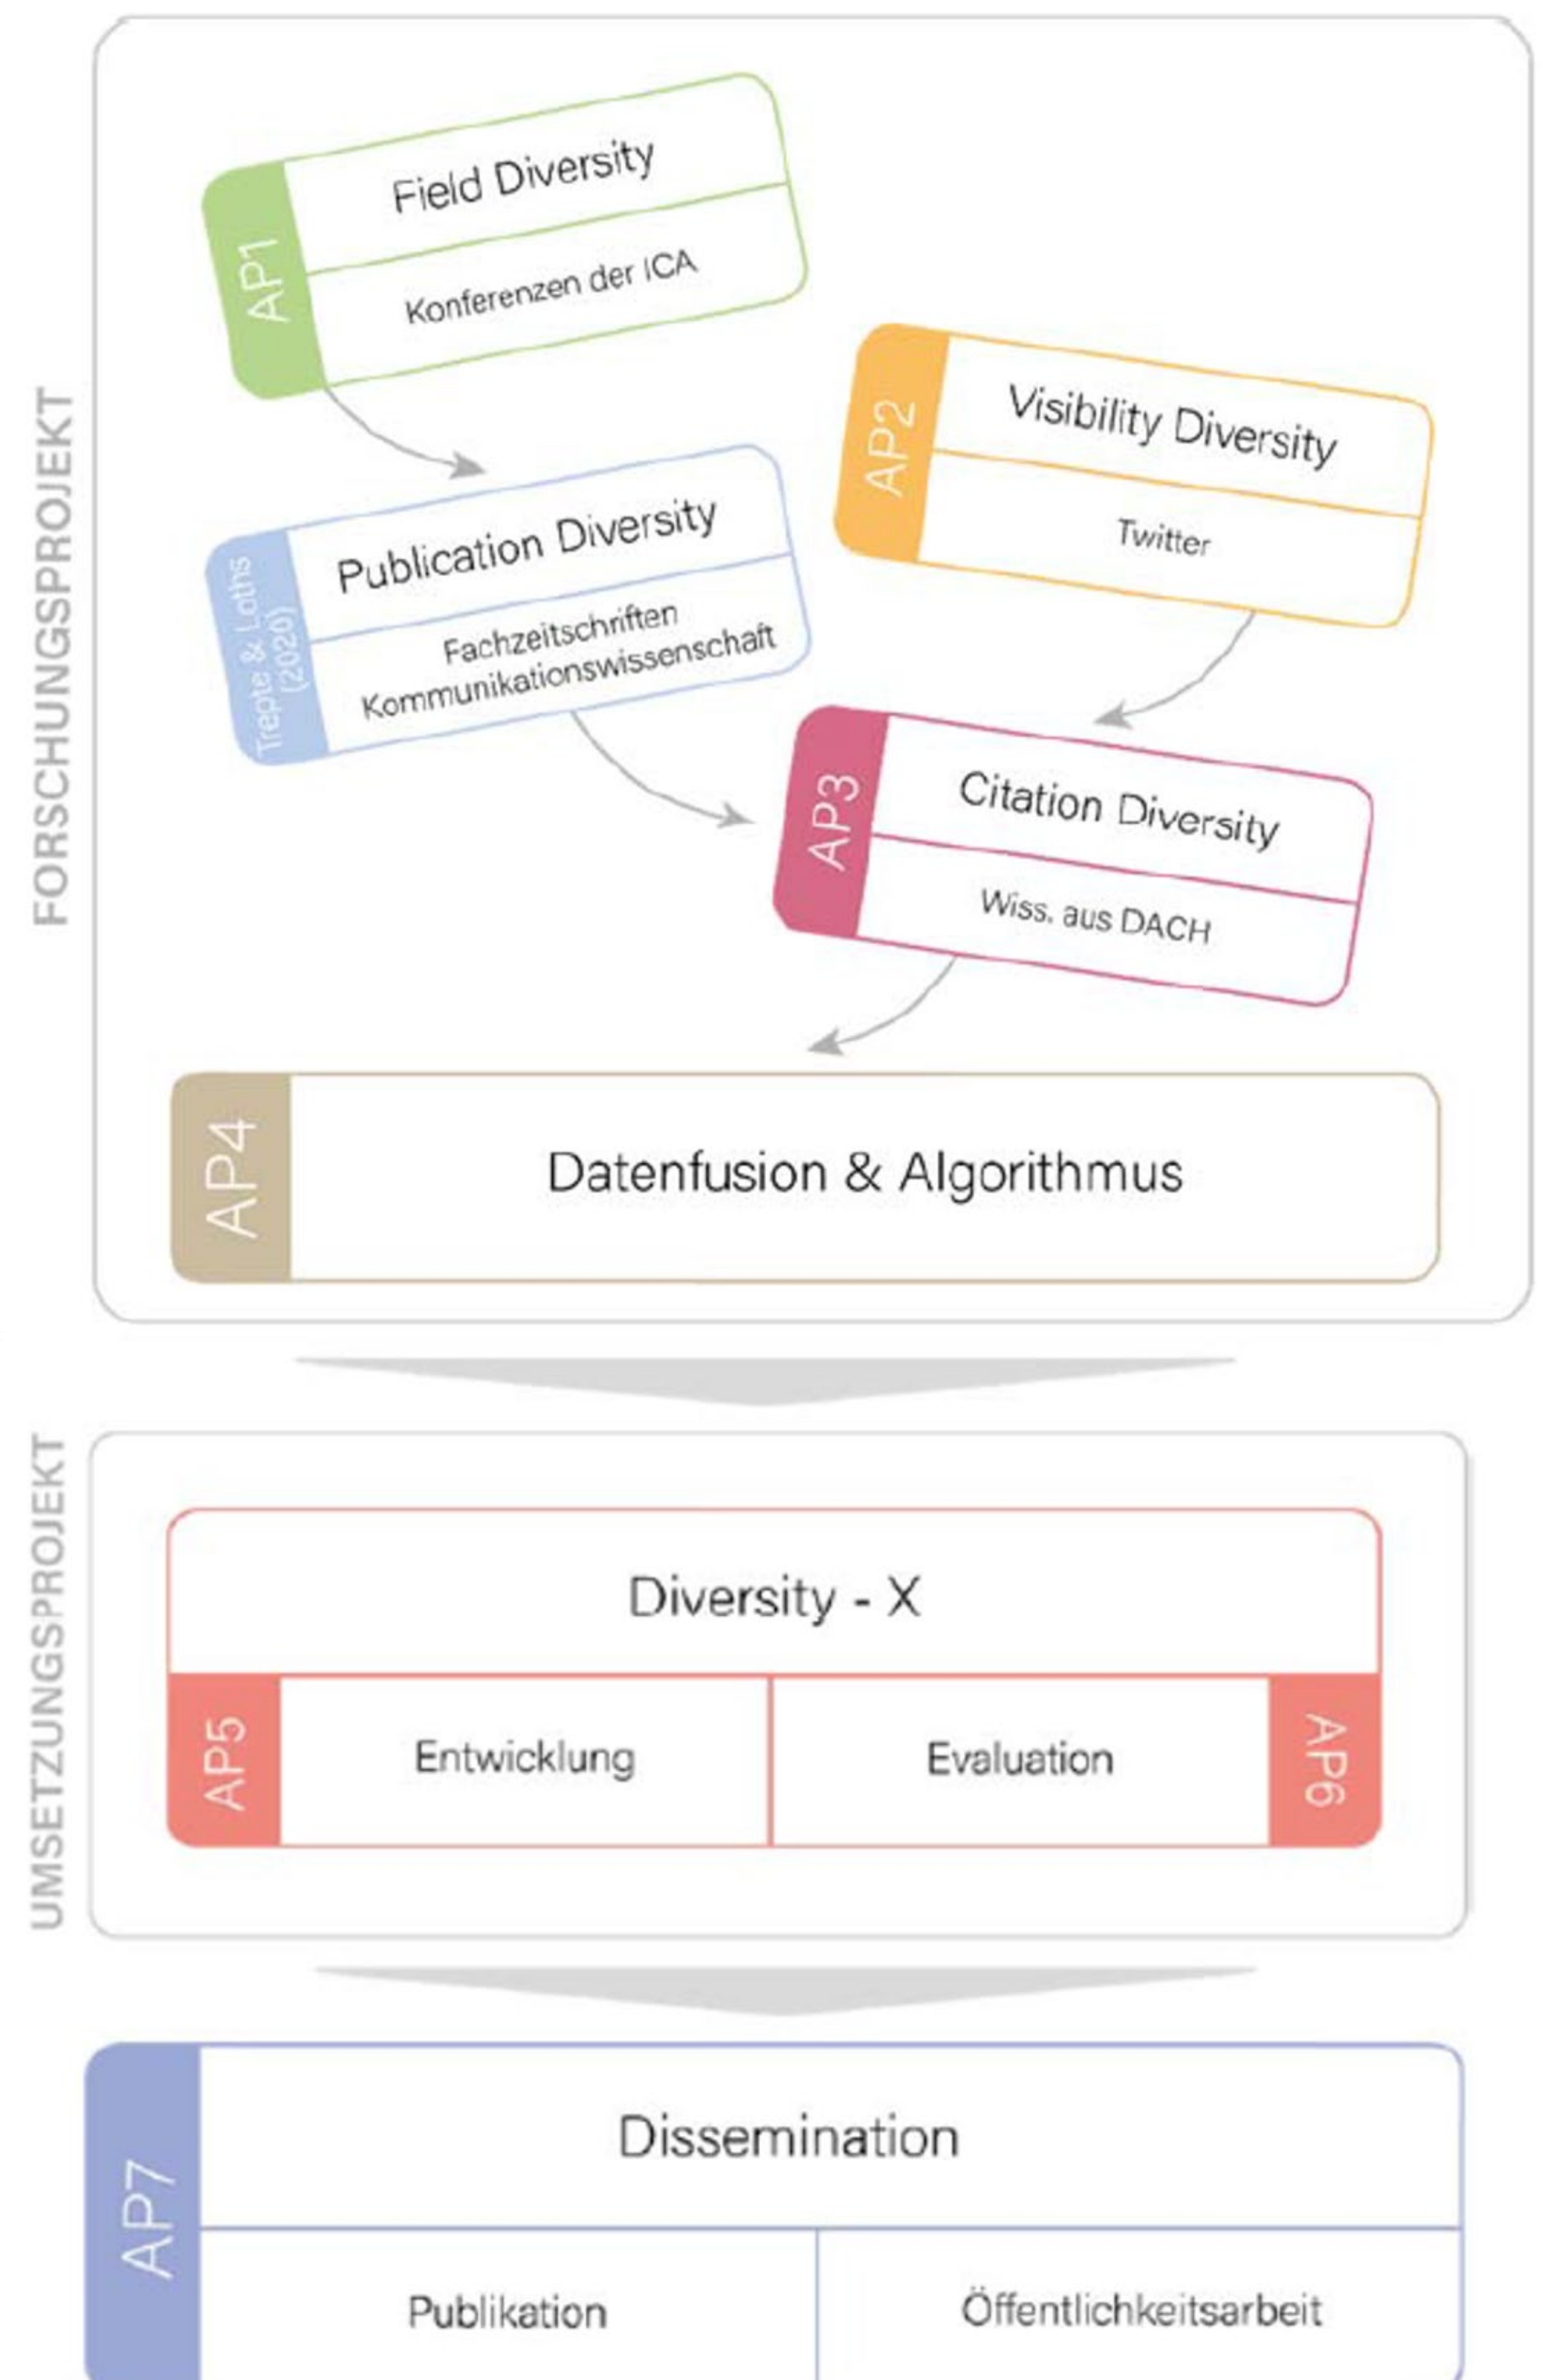 FORSCHUNGSPROJEKT
AP1
Field Diversity
Konferenzen der ICA
AP2
Visibility Diversity
Twitter
Trepte & Loths
(2020)
Publication Diversity
Fachzeitschriften
Kommunikationswissenschaft
AP3
Citation Diversity
Wiss. aus DACH
AP4
Datenfusion & Algorithmus
UMSETZUNGSPROJEKT
Diversity - X
AP5
Entwicklung
Evaluation
AP6
AP7
Dissemination
Publikation
Öffentlichkeitsarbeit